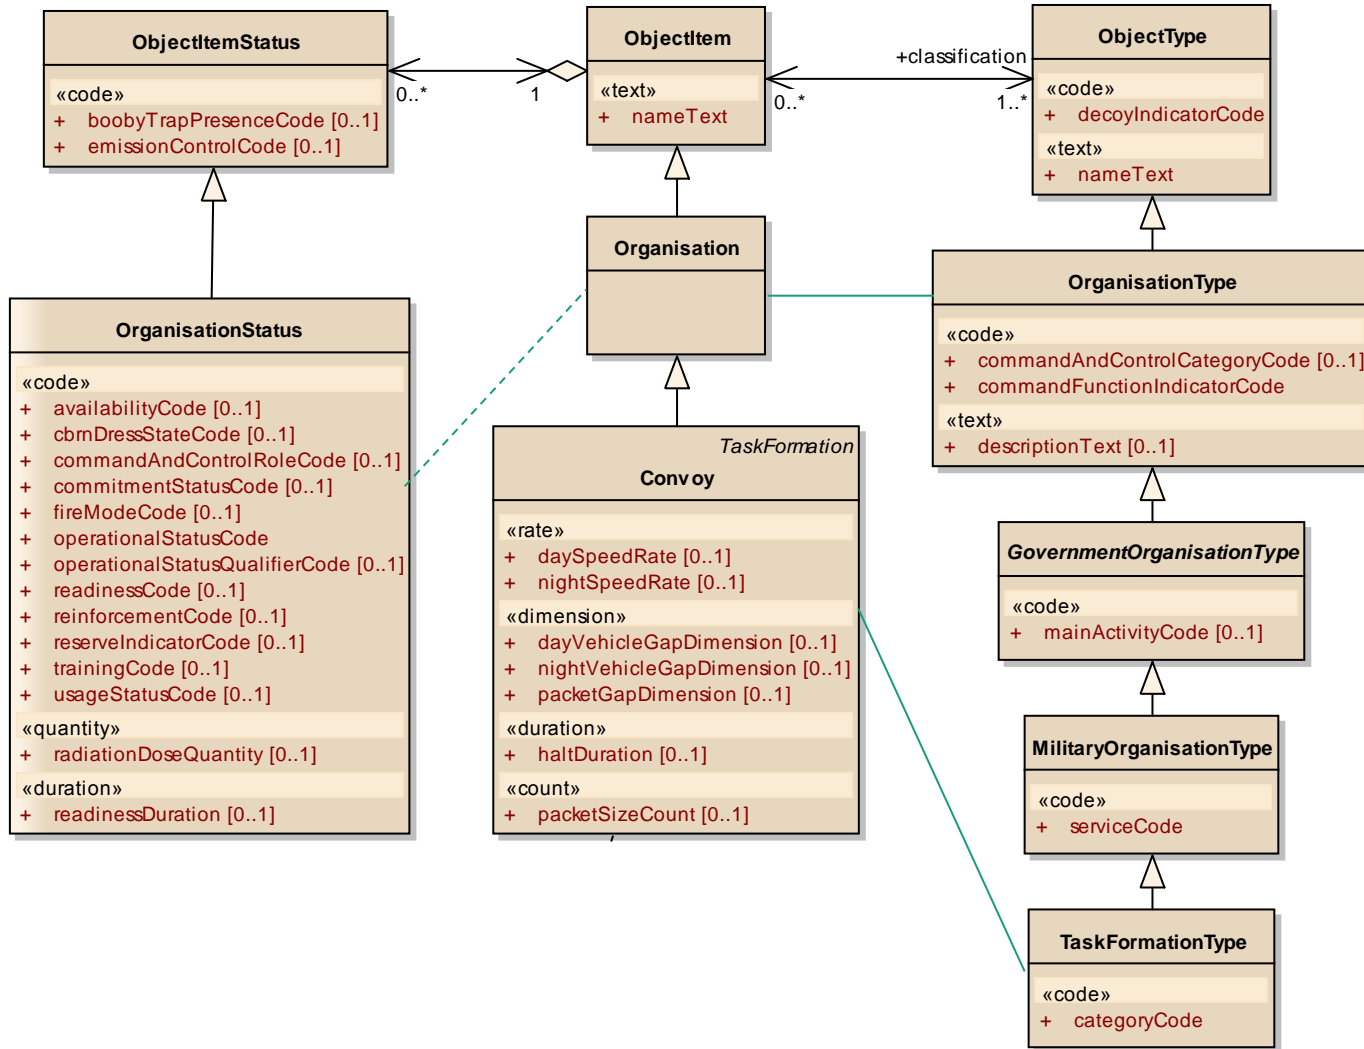 ObjectItemStatus
«code»
+ boobyTrapPresenceCode [0..1]
+ emissionControlCode [0..1]
0..*
1
ObjectItem
«text»
+ nameText
+classification
0..*
1..*
ObjectType
«code»
+ decoyIndicatorCode
«text»
+ nameText
Organisation
OrganisationType
«code»
+ commandAndControlCategoryCode [0..1]
+ commandFunctionIndicatorCode
«text»
+ descriptionText [0..1]
OrganisationStatus
«code»
+ availabilityCode [0..1]
+ cbrnDressStateCode [0..1]
+ commandAndControlRoleCode [0..1]
+ commitmentStatusCode [0..1]
+ fireModeCode [0..1]
+ operationalStatusCode
+ operationalStatusQualifierCode [0..1]
+ readinessCode [0..1]
+ reinforcementCode [0..1]
+ reserveIndicatorCode [0..1]
+ trainingCode [0..1]
+ usageStatusCode [0..1]
«quantity»
+ radiationDoseQuantity [0..1]
«duration»
+ readinessDuration [0..1]
TaskFormation
Convoy
«rate»
+ daySpeedRate [0..1]
+ nightSpeedRate [0..1]
«dimension»
+ dayVehicleGapDimension [0..1]
+ nightVehicleGapDimension [0..1]
+ packetGapDimension [0..1]
«duration»
+ haltDuration [0..1]
«count»
+ packetSizeCount [0..1]
GovernmentOrganisationType
«code»
+ mainActivityCode [0..1]
MilitaryOrganisationType
«code»
+ serviceCode
TaskFormationType
«code»
+ categoryCode